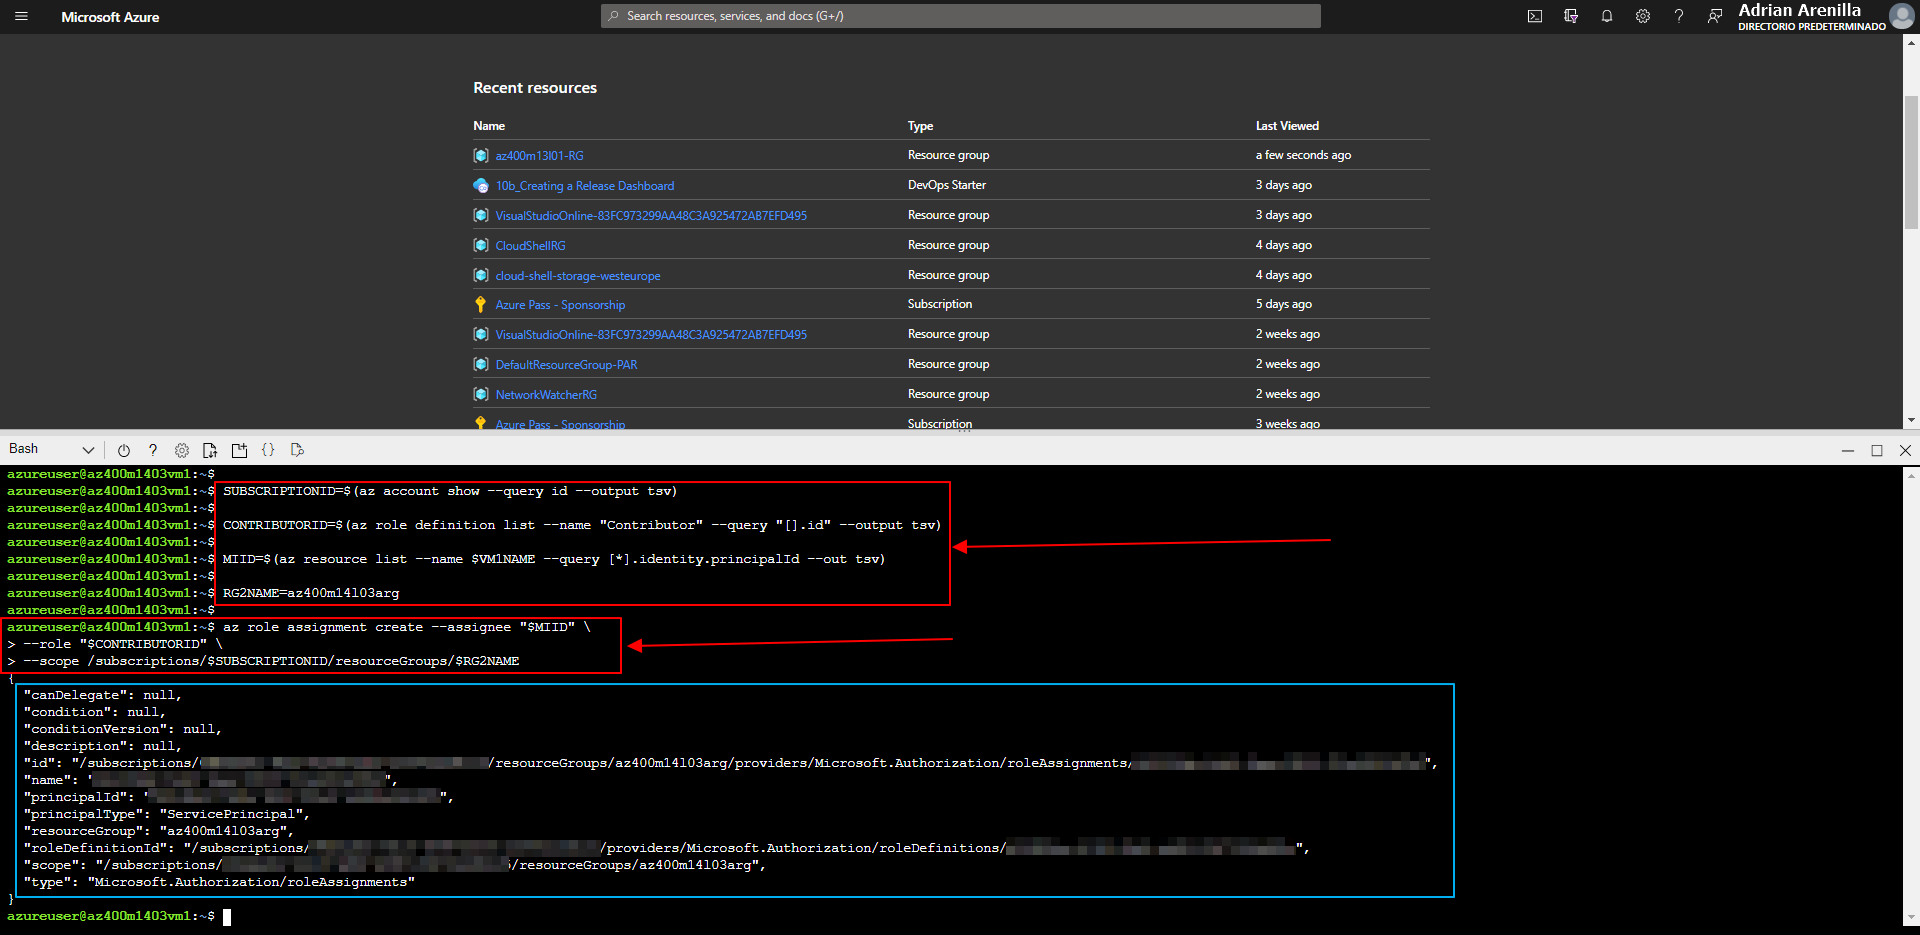 Microsoft Azure
Search resources, services, and docs (G+/)
Adrian Arenilla
DIRECTORIO PREDETERMINADO
Recent resources
Name Type Last Viewed
az400m13l01-RG Resource group a few seconds ago
10b_Creating a Release Dashboard DevOps Starter 3 days ago
VisualStudioOnline-83FC973299AA48C3A925472AB7EFD495 Resource group 3 days ago
CloudShellRG Resource group 4 days ago
cloud-shell-storage-westeurope Resource group 4 days ago
Azure Pass - Sponsorship Subscription 5 days ago
VisualStudioOnline-83FC973299AA48C3A925472AB7EFD495 Resource group 2 weeks ago
DefaultResourceGroup-PAR Resource group 2 weeks ago
NetworkWatcherRG Resource group 2 weeks ago
Azure Pass - Sponsorship Subscription 3 weeks ago
Bash
azureuser@az400m1403vm1:~$
azureuser@az400m1403vm1:~$ SUBSCRIPTIONID=$(az account show --query id --output tsv)
azureuser@az400m1403vm1:~$
azureuser@az400m1403vm1:~$ CONTRIBUTORID=$(az role definition list --name "Contributor" --query "[].id" --output tsv)
azureuser@az400m1403vm1:~$
azureuser@az400m1403vm1:~$ MIID=$(az resource list --name $VM1NAME --query [*].identity.principalId --out tsv)
azureuser@az400m1403vm1:~$
azureuser@az400m1403vm1:~$ RG2NAME=az400m14l03arg
azureuser@az400m1403vm1:~$
azureuser@az400m1403vm1:~$ az role assignment create --assignee "$MIID" \
> --role "$CONTRIBUTORID" \
> --scope /subscriptions/$SUBSCRIPTIONID/resourceGroups/$RG2NAME
{
"canDelegate": null,
"condition": null,
"conditionVersion": null,
"description": null,
"id": "/subscriptions/ /resourceGroups/az400m14l03arg/providers/Microsoft.Authorization/roleAssignments/ ",
"name": " ",
"principalId": " ",
"principalType": "ServicePrincipal",
"resourceGroup": "az400m14l03arg",
"roleDefinitionId": "/subscriptions/ /providers/Microsoft.Authorization/roleDefinitions/ ",
"scope": "/subscriptions/ /resourceGroups/az400m14l03arg",
"type": "Microsoft.Authorization/roleAssignments"
}
azureuser@az400m1403vm1:~$